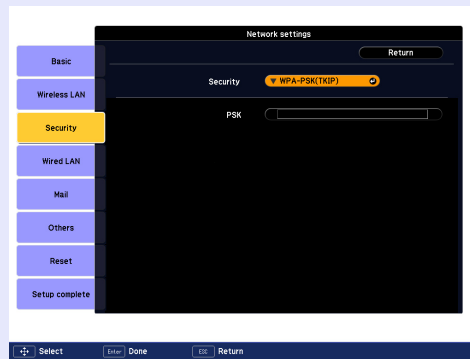 Network settings
Return
Basic
Security ▼ WPA-PSK(TKIP)
Wireless LAN
PSK
Security
Wired LAN
Mail
Others
Reset
Setup complete
Select Enter Done ESC Return